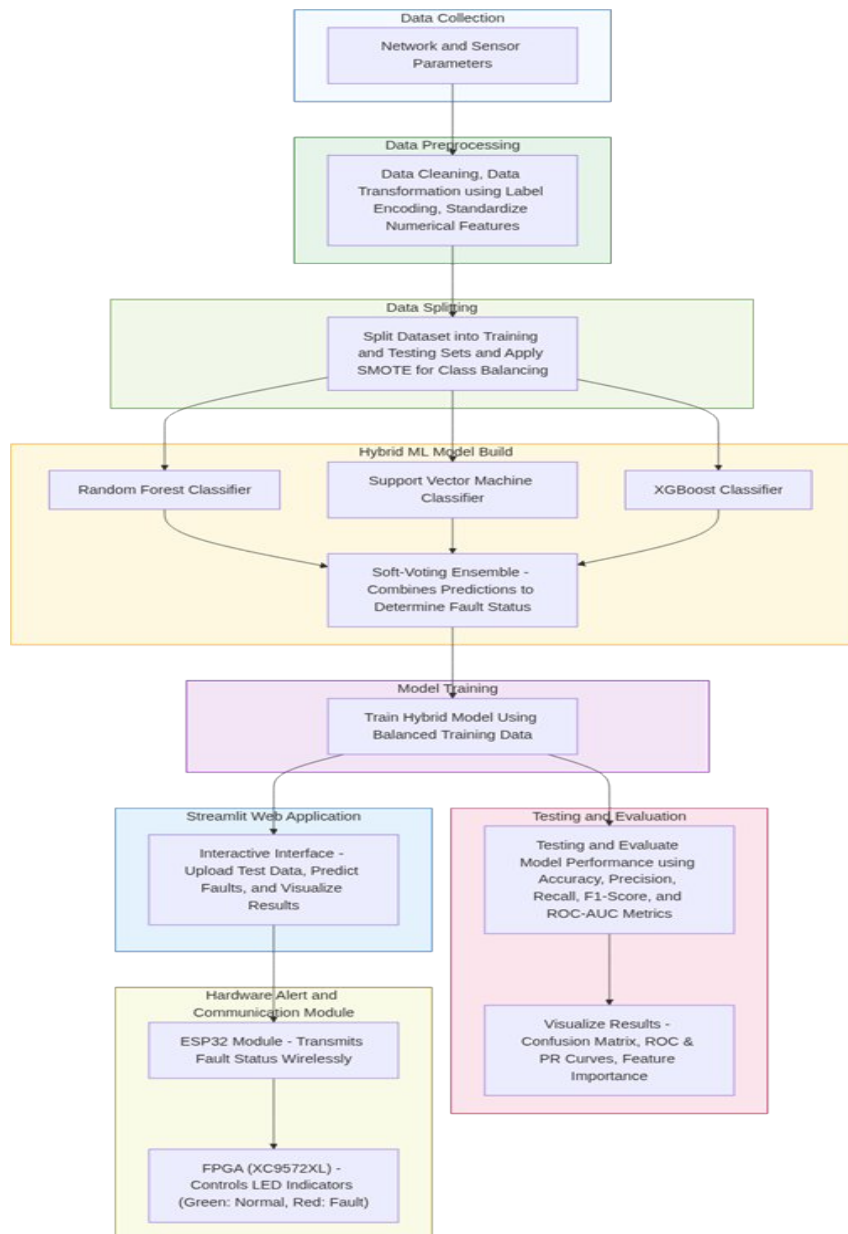 Data Collection
Network and Sensor
Parameters
Data Preprocessing
Data Cleaning, Data
Transformation using Label
Encoding, Standardize
Numerical Features
Data Splitting
Split Dataset into Training
and Testing Sets and Apply
SMOTE for Class Balancing
Hybrid ML Model Build
Random Forest Classifier
Support Vector Machine
Classifier
XGBoost Classifier
Soft-Voting Ensemble -
Combines Predictions to
Determine Fault Status
Model Training
Train Hybrid Model Using
Balanced Training Data
Streamlit Web Application
Interactive Interface -
Upload Test Data, Predict
Faults, and Visualize
Results
Testing and Evaluation
Testing and Evaluate
Model Performance using
Accuracy, Precision,
Recall, F1-Score, and
ROC-AUC Metrics
Hardware Alert and
Communication Module
ESP32 Module - Transmits
Fault Status Wirelessly
Visualize Results -
Confusion Matrix, ROC &
PR Curves, Feature
Importance
FPGA (XC9572XL) -
Controls LED Indicators
(Green: Normal, Red: Fault)